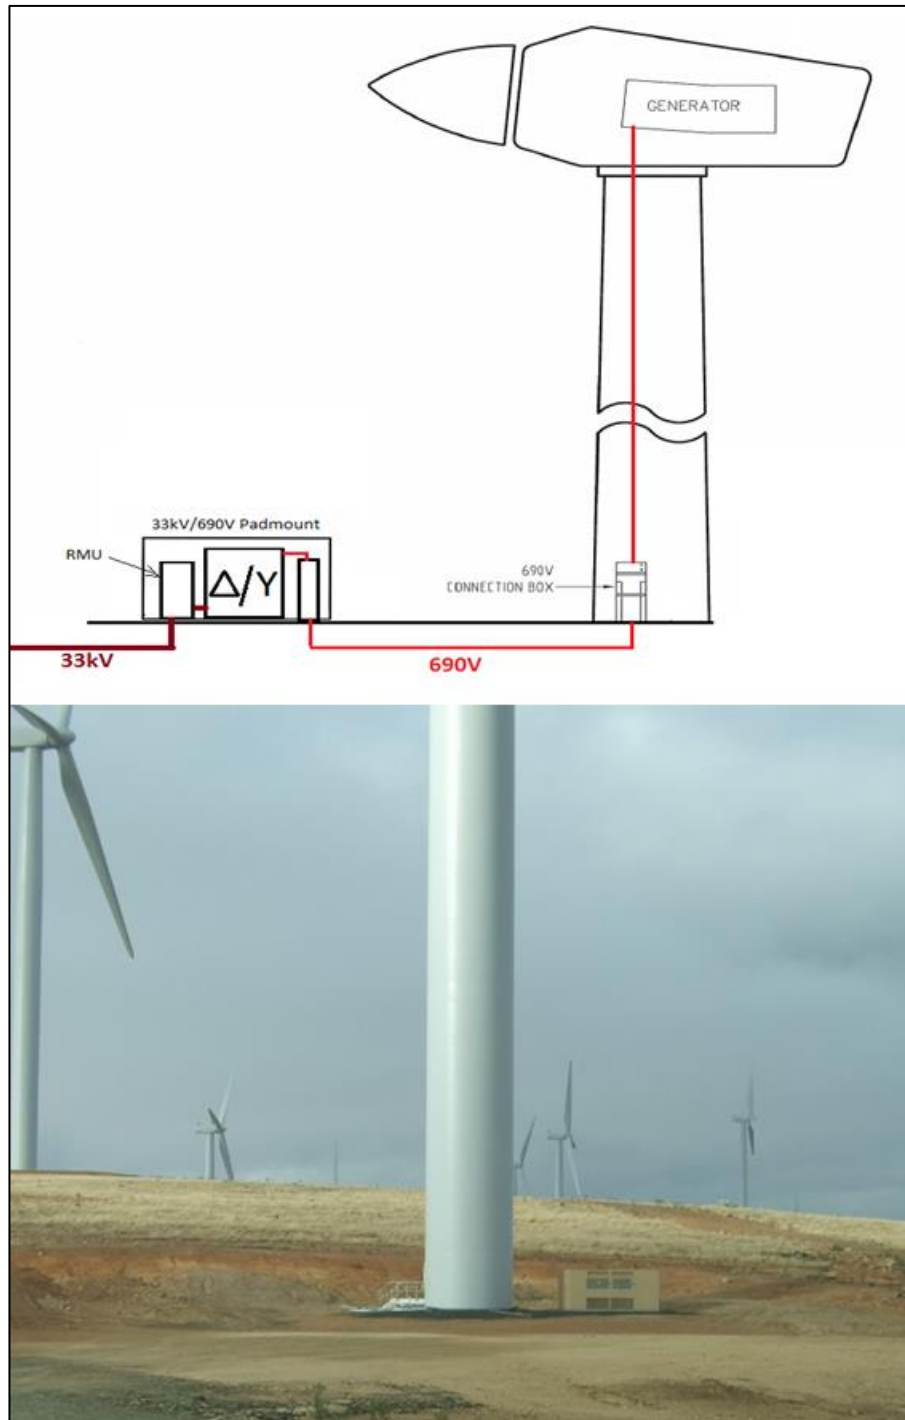 GENERATOR
33kV/690V Padmount
RMU
Δ/Y
690V
CONNECTION BOX
33kV
690V